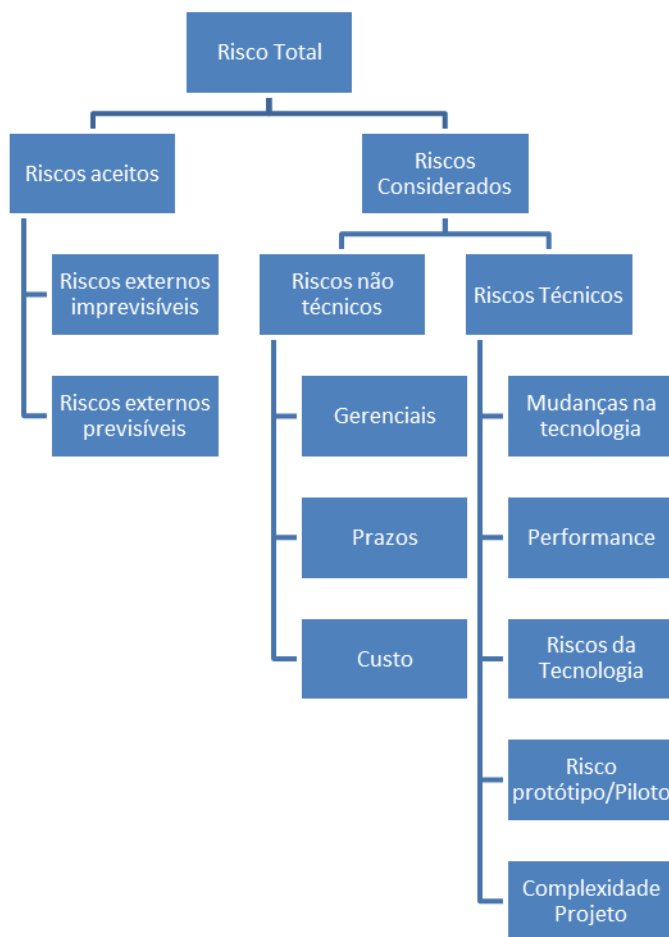 Risco Total
Riscos aceitos
Riscos
Considerados
Riscos externos
imprevisíveis
Riscos externos
previsíveis
Riscos não
técnicos
Gerenciais
Prazos
Custo
Riscos Técnicos
Mudanças na
tecnologia
Performance
Riscos da
Tecnologia
Risco
protótipo/Piloto
Complexidade
Projeto